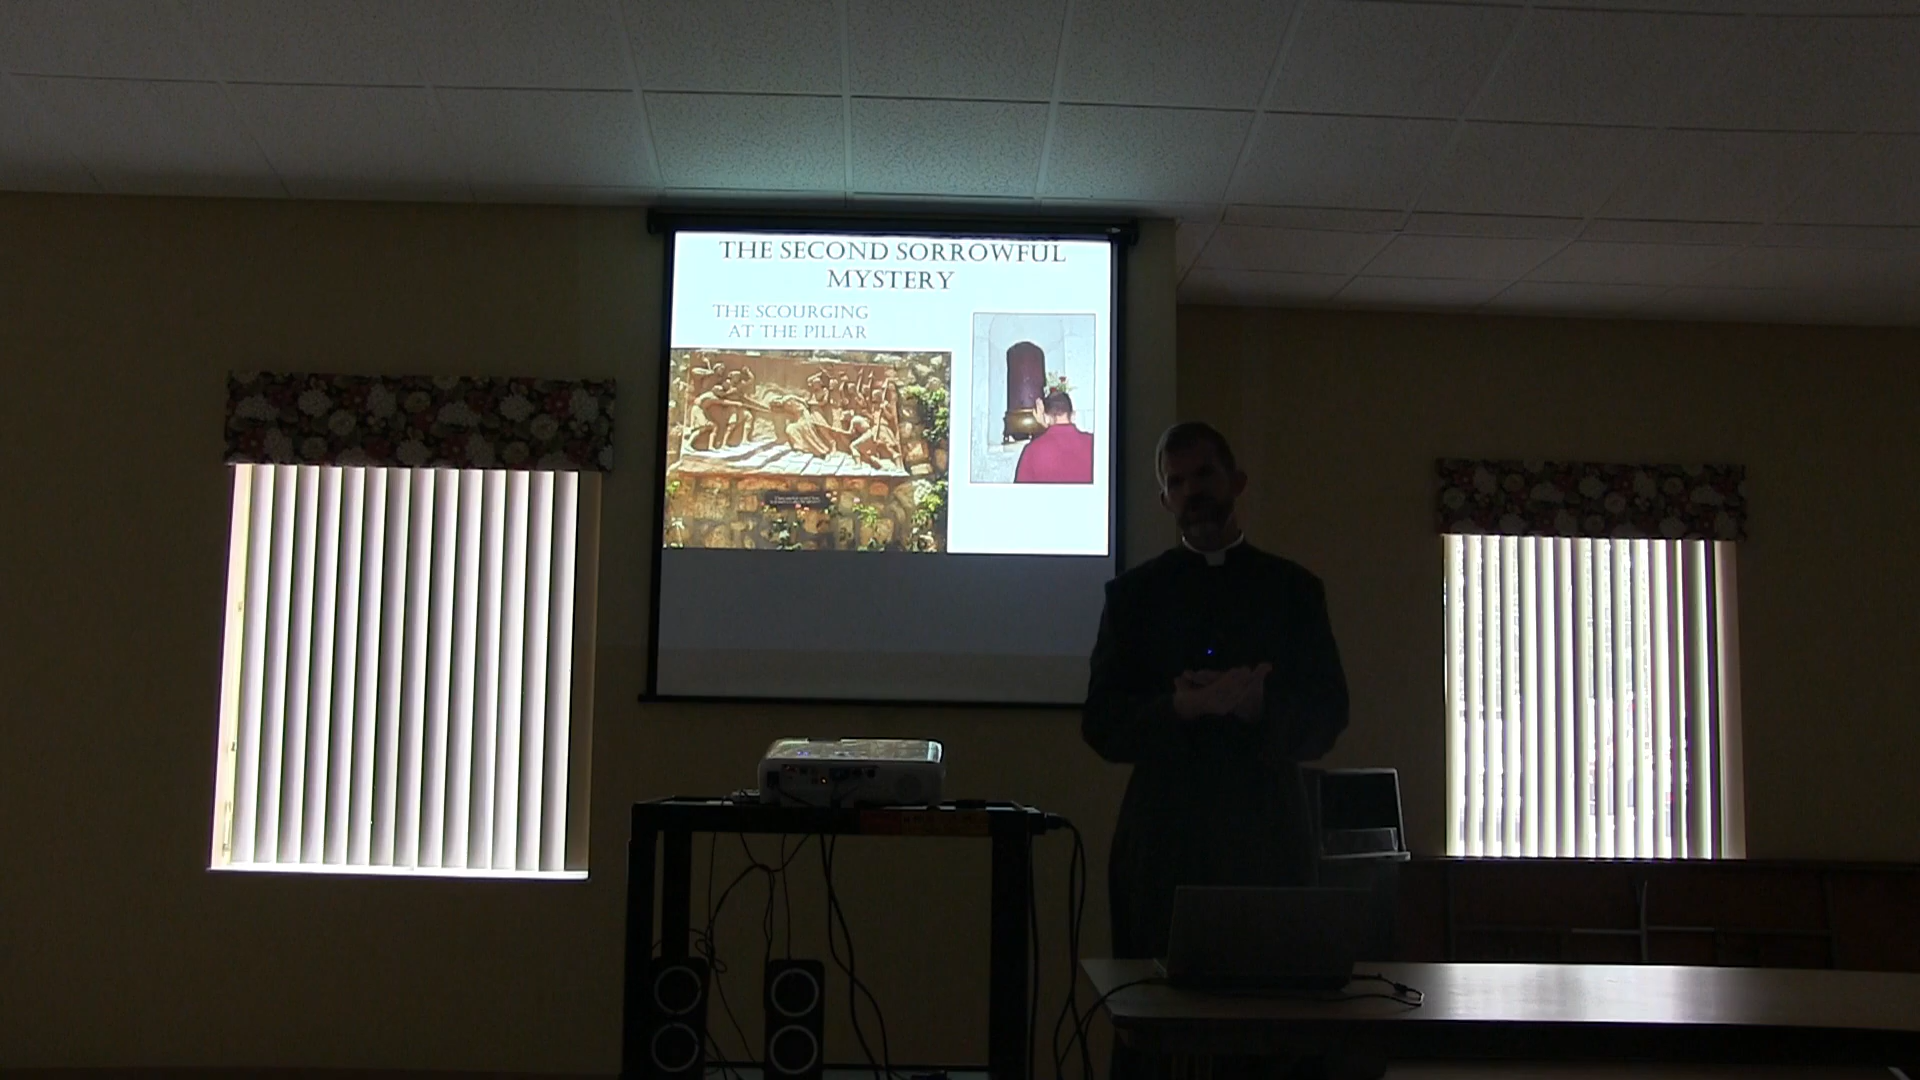 THE SECOND SORROWFUL
MYSTERY
THE SCOURGING
AT THE PILLAR